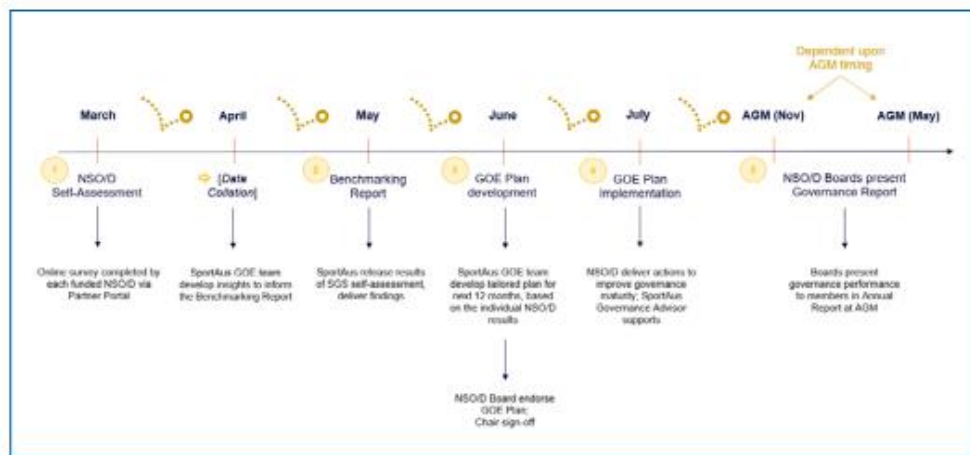 Dependent upon
AGM timing
March
April
May
June
July
AGM (Nov)
AGM (May)
1
NSO/D
Self-Assessment
[Data
Collation]
2
Benchmarking
Report
3
GOE Plan
development
4
GOE Plan
implementation
5
NSO/D Boards present
Governance Report
Online survey completed by
each funded NSO/D via
Partner Portal
SportAus GOE team
develop insights to inform
the Benchmarking Report
SportAus release results
of SGS self-assessment,
deliver findings
SportAus GOE team
develop tailored plan for
next 12 months, based
on the individual NSO/D
results
NSO/D deliver actions to
improve governance
maturity; SportAus
Governance Advisor
supports
Boards present
governance performance
to members in Annual
Report at AGM
NSO/D Board endorse
GOE Plan;
Chair sign-off